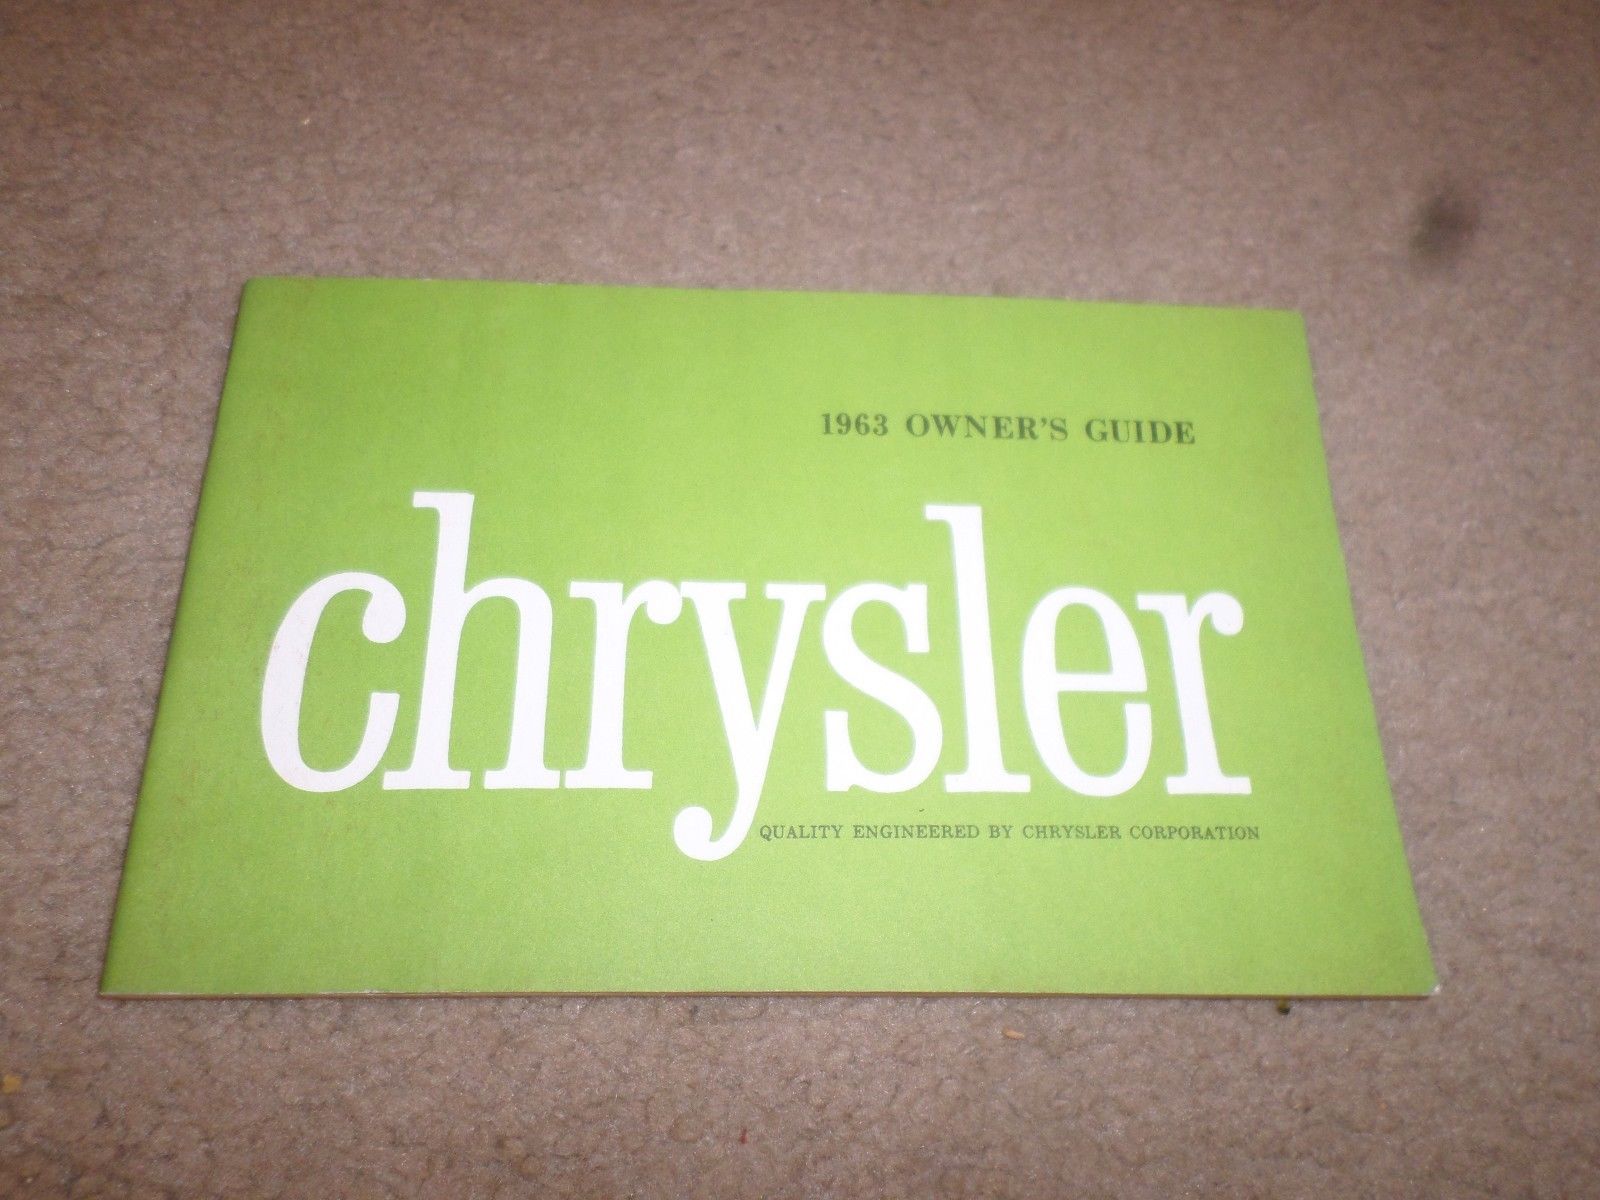 1963 OWNER'S GUIDE
chrysler
QUALITY ENGINEERED BY CHRYSLER CORPORATION